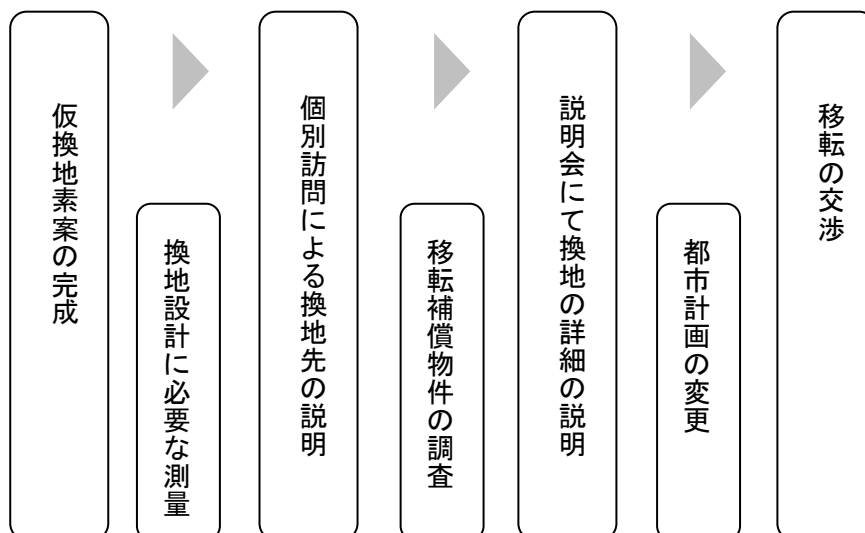 仮換地素案の完成
換地設計に必要な測量
個別訪問による換地先の説明
移転補償物件の調査
説明会にて換地の詳細の説明
都市計画の変更
移転の交渉